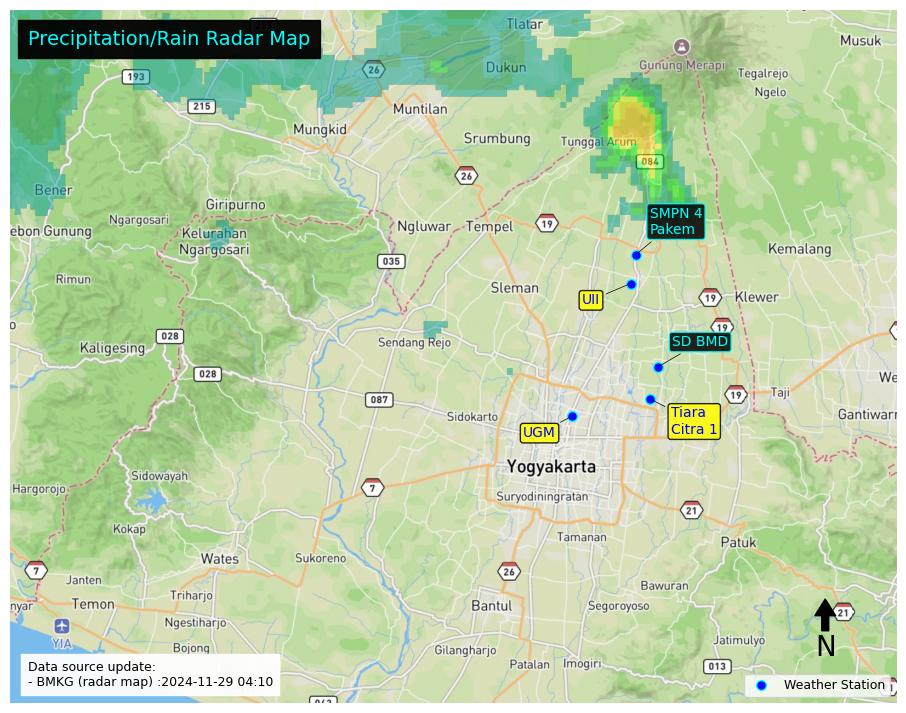 Precipitation/Rain Radar Map
Tlatar
Musuk
26
Dukun
Gunung Merapi
Tegalrejo
193
Ngelo
215
Muntilan
Mungkid
Srumbung
Tunggal Arum
084
26
Bener
Giripurno
SMPN 4
Pakem
Ngargosari
Ngluwar
Tempel
19
ebon Gunung
Kelurahan
Ngargosari
Kemalang
035
Rimun
Sleman
UII
19
Klewer
19
Kaligesing
028
Sendang Rejo
SD BMD
028
087
19
Taji
We
Sidokarto
Tiara
Citra 1
Gantiwarn
UGM
Yogyakarta
Sidowayah
Hargorojo
7
Suryodiningratan
21
Kokap
Tamanan
Patuk
Wates
Sukoreno
7
26
Janten
Bawuran
Triharjo
nyar
Temon
Bantul
Segoroyoso
21
Ngestiharjo
YIA
N
Jatimulyo
Bojong
Gilangharjo
Patalan
Imogiri
013
Data source update:
- BMKG (radar map) :2024-11-29 04:10
Weather Station